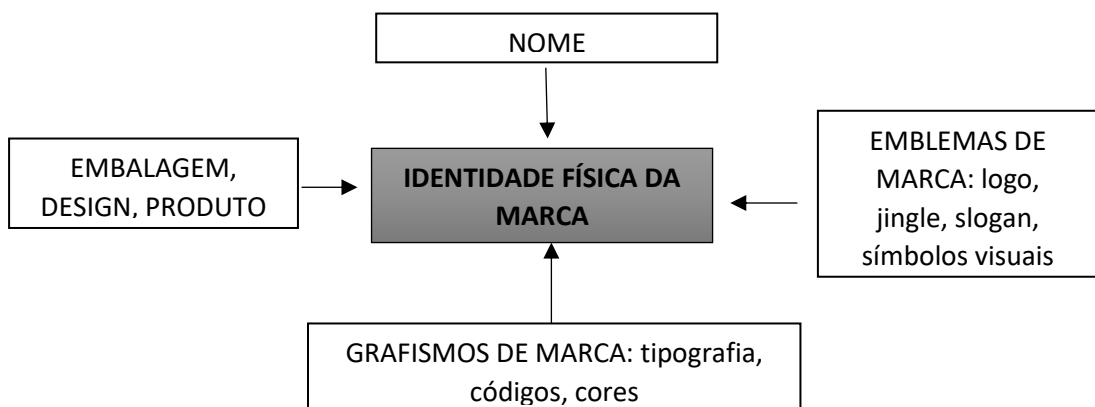 NOME
EMBALAGEM,
DESIGN, PRODUTO
IDENTIDADE FÍSICA DA
MARCA
EMBLEMAS DE
MARCA: logo,
jingle, slogan,
símbolos visuais
GRAFISMOS DE MARCA: tipografia,
códigos, cores